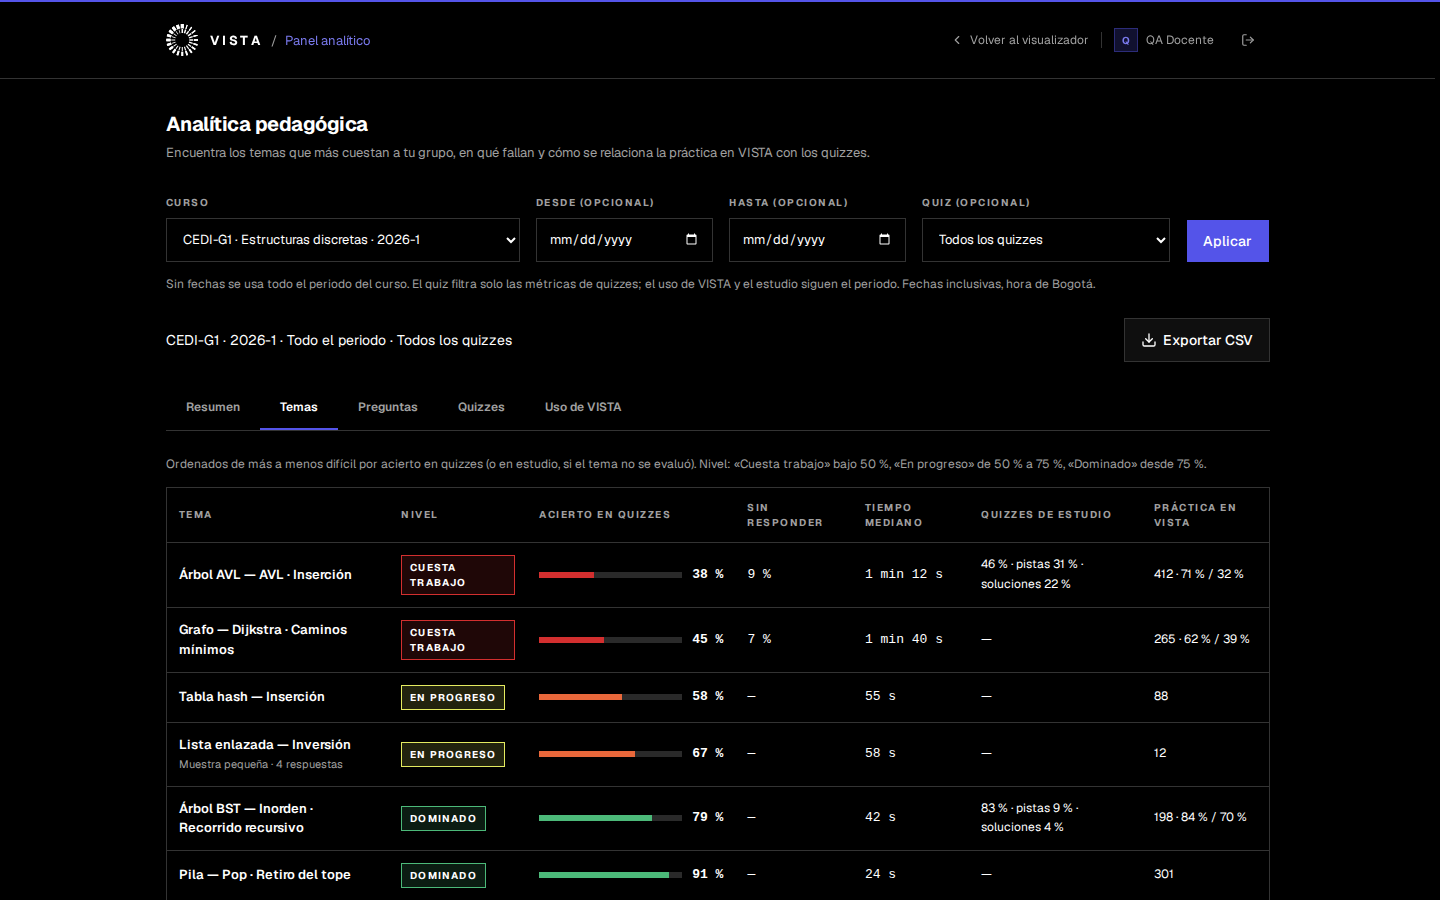 VISTA / Panel analítico
Volver al visualizador
Q QA Docente
Analítica pedagógica
Encuentra los temas que más cuestan a tu grupo, en qué fallan y cómo se relaciona la práctica en VISTA con los quizzes.
CURSO
DESDE (OPCIONAL)
HASTA (OPCIONAL)
QUIZ (OPCIONAL)
CEDI-G1 · Estructuras discretas · 2026-1
mm/dd/yyyy
mm/dd/yyyy
Todos los quizzes
Aplicar
Sin fechas se usa todo el periodo del curso. El quiz filtra solo las métricas de quizzes; el uso de VISTA y el estudio siguen el periodo. Fechas inclusivas, hora de Bogotá.
CEDI-G1 · 2026-1 · Todo el periodo · Todos los quizzes
Exportar CSV
Resumen
Temas
Preguntas
Quizzes
Uso de VISTA
Ordenados de más a menos difícil por acierto en quizzes (o en estudio, si el tema no se evaluó). Nivel: «Cuesta trabajo» bajo 50 %, «En progreso» de 50 % a 75 %, «Dominado» desde 75 %.
TEMA
NIVEL
ACIERTO EN QUIZZES
SIN
RESPONDER
TIEMPO
MEDIANO
QUIZZES DE ESTUDIO
PRÁCTICA EN
VISTA
Árbol AVL — AVL · Inserción
CUESTA
TRABAJO
38 %
9 %
1 min 12 s
46 % · pistas 31 % ·
soluciones 22 %
412 · 71 % / 32 %
Grafo — Dijkstra · Caminos
mínimos
CUESTA
TRABAJO
45 %
7 %
1 min 40 s
—
265 · 62 % / 39 %
Tabla hash — Inserción
EN PROGRESO
58 %
—
55 s
—
88
Lista enlazada — Inversión
Muestra pequeña · 4 respuestas
EN PROGRESO
67 %
—
58 s
—
12
Árbol BST — Inorden ·
Recorrido recursivo
DOMINADO
79 %
—
42 s
83 % · pistas 9 % ·
soluciones 4 %
198 · 84 % / 70 %
Pila — Pop · Retiro del tope
DOMINADO
91 %
—
24 s
—
301